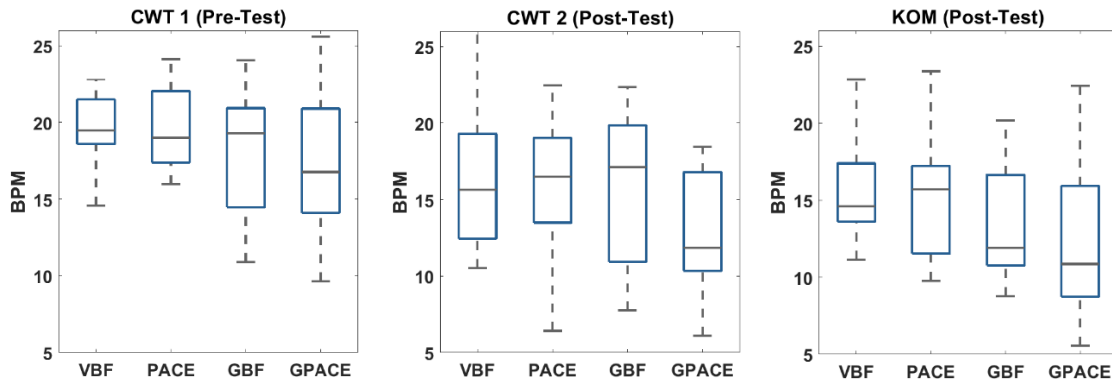 CWT 1 (Pre-Test)
BPM
25
20
15
10
5
VBF PACE GBF GPACE
CWT 2 (Post-Test)
BPM
25
20
15
10
5
VBF PACE GBF GPACE
KOM (Post-Test)
BPM
25
20
15
10
5
VBF PACE GBF GPACE